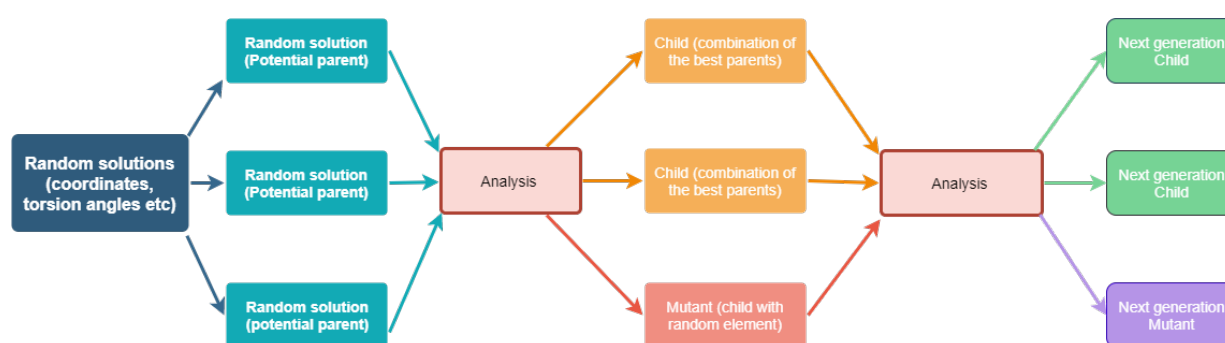 Random solutions
(coordinates,
torsion angles etc)
Random solution
(Potential parent)
Random solution
(Potential parent)
Random solution
(potential parent)
Analysis
Child (combination of
the best parents)
Child (combination of
the best parents)
Mutant (child with
random element)
Analysis
Next generation
Child
Next generation
Child
Next generation
Mutant